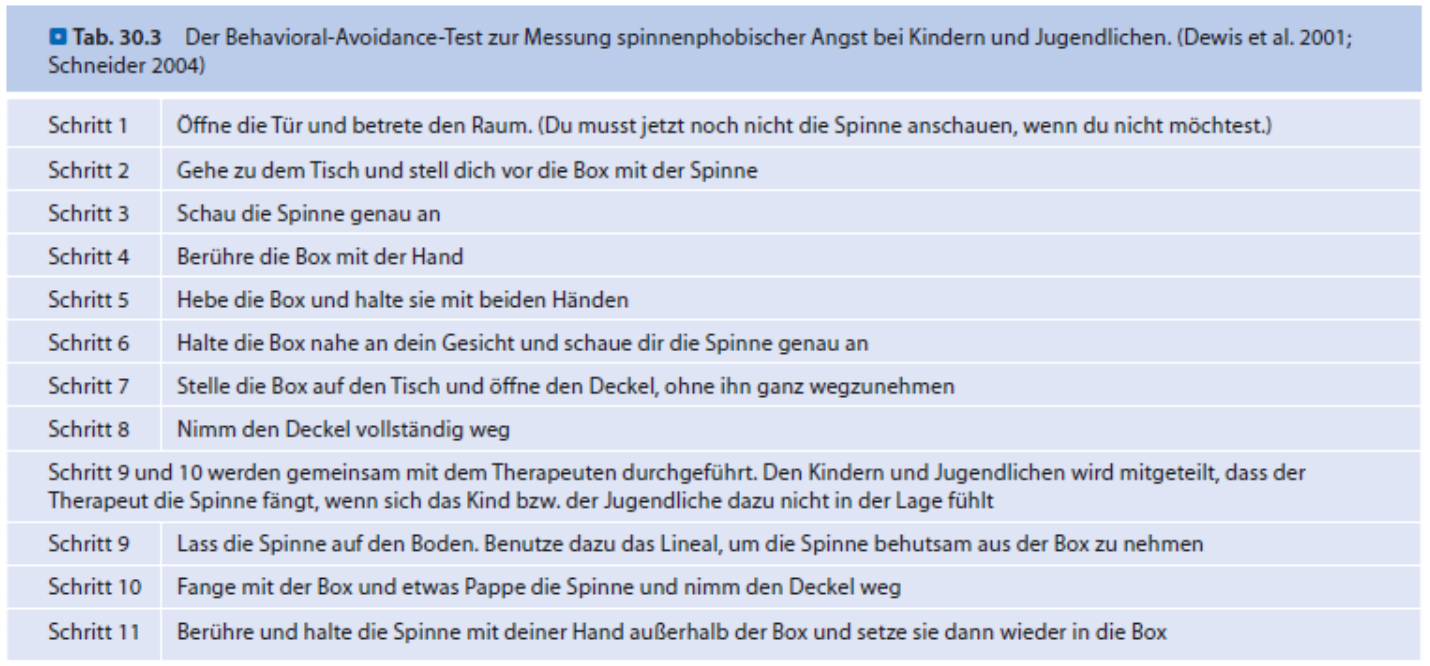 Tab. 30.3 Der Behavioral-Avoidance-Test zur Messung spinnenphobischer Angst bei Kindern und Jugendlichen. (Dewis et al. 2001;
Schneider 2004)
Schritt 1 Öffne die Tür und betrete den Raum. (Du musst jetzt noch nicht die Spinne anschauen, wenn du nicht möchtest.)
Schritt 2 Gehe zu dem Tisch und stell dich vor die Box mit der Spinne
Schritt 3 Schau die Spinne genau an
Schritt 4 Berühre die Box mit der Hand
Schritt 5 Hebe die Box und halte sie mit beiden Händen
Schritt 6 Halte die Box nahe an dein Gesicht und schaue dir die Spinne genau an
Schritt 7 Stelle die Box auf den Tisch und öffne den Deckel, ohne ihn ganz wegzunehmen
Schritt 8 Nimm den Deckel vollständig weg
Schritt 9 und 10 werden gemeinsam mit dem Therapeuten durchgeführt. Den Kindern und Jugendlichen wird mitgeteilt, dass der
Therapeut die Spinne fängt, wenn sich das Kind bzw. der Jugendliche dazu nicht in der Lage fühlt
Schritt 9 Lass die Spinne auf den Boden. Benutze dazu das Lineal, um die Spinne behutsam aus der Box zu nehmen
Schritt 10 Fange mit der Box und etwas Pappe die Spinne und nimm den Deckel weg
Schritt 11 Berühre und halte die Spinne mit deiner Hand außerhalb der Box und setze sie dann wieder in die Box